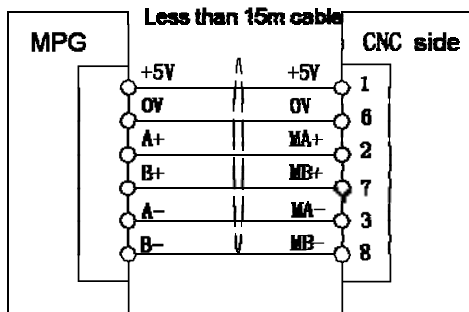 Less than 15m cable
MPG CNC side
+5V +5V 1
0V 0V 6
A+ MA+ 2
B+ MB+ 7
A- MA- 3
B- MB- 8